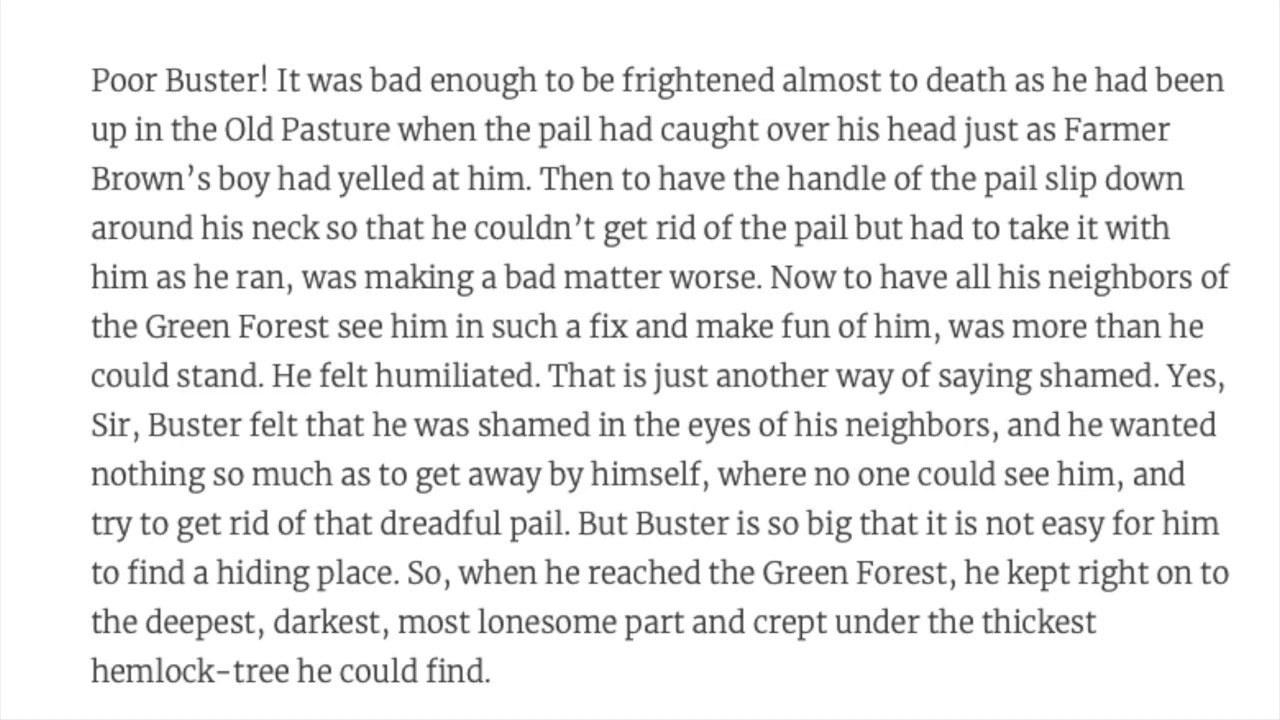 Poor Buster! It was bad enough to be frightened almost to death as he had been
up in the Old Pasture when the pail had caught over his head just as Farmer
Brown’s boy had yelled at him. Then to have the handle of the pail slip down
around his neck so that he couldn’t get rid of the pail but had to take it with
him as he ran, was making a bad matter worse. Now to have all his neighbors of
the Green Forest see him in such a fix and make fun of him, was more than he
could stand. He felt humiliated. That is just another way of saying shamed. Yes,
Sir, Buster felt that he was shamed in the eyes of his neighbors, and he wanted
nothing so much as to get away by himself, where no one could see him, and
try to get rid of that dreadful pail. But Buster is so big that it is not easy for him
to find a hiding place. So, when he reached the Green Forest, he kept right on to
the deepest, darkest, most lonesome part and crept under the thickest
hemlock-tree he could find.